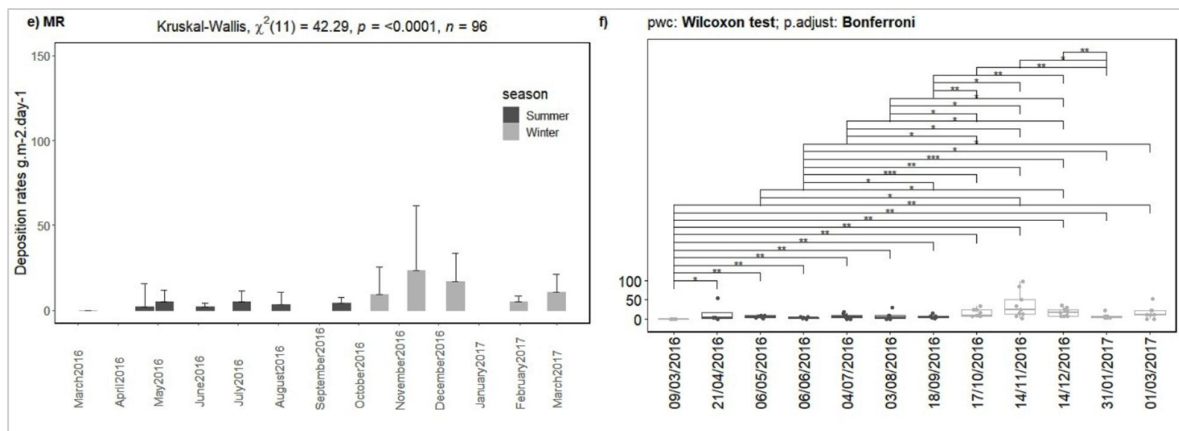 e) MR
Kruskal-Wallis, χ2(11) = 42.29, p = <0.0001, n = 96
150
100
50
0
Deposition rates g.m-2.day-1
season
Summer
Winter
March2016
April2016
May2016
June2016
July2016
August2016
September2016
October2016
November2016
December2016
January2017
February2017
March2017
f)
pwc: Wilcoxon test; p.adjust: Bonferroni
**
*
**
**
*
**
*
*
*
*
*
*
*
*
***
**
***
*
*
*
**
**
**
**
**
**
**
**
**
**
*
100
50
0
09/03/2016
21/04/2016
06/05/2016
06/06/2016
04/07/2016
03/08/2016
18/09/2016
17/10/2016
14/11/2016
14/12/2016
31/01/2017
01/03/2017